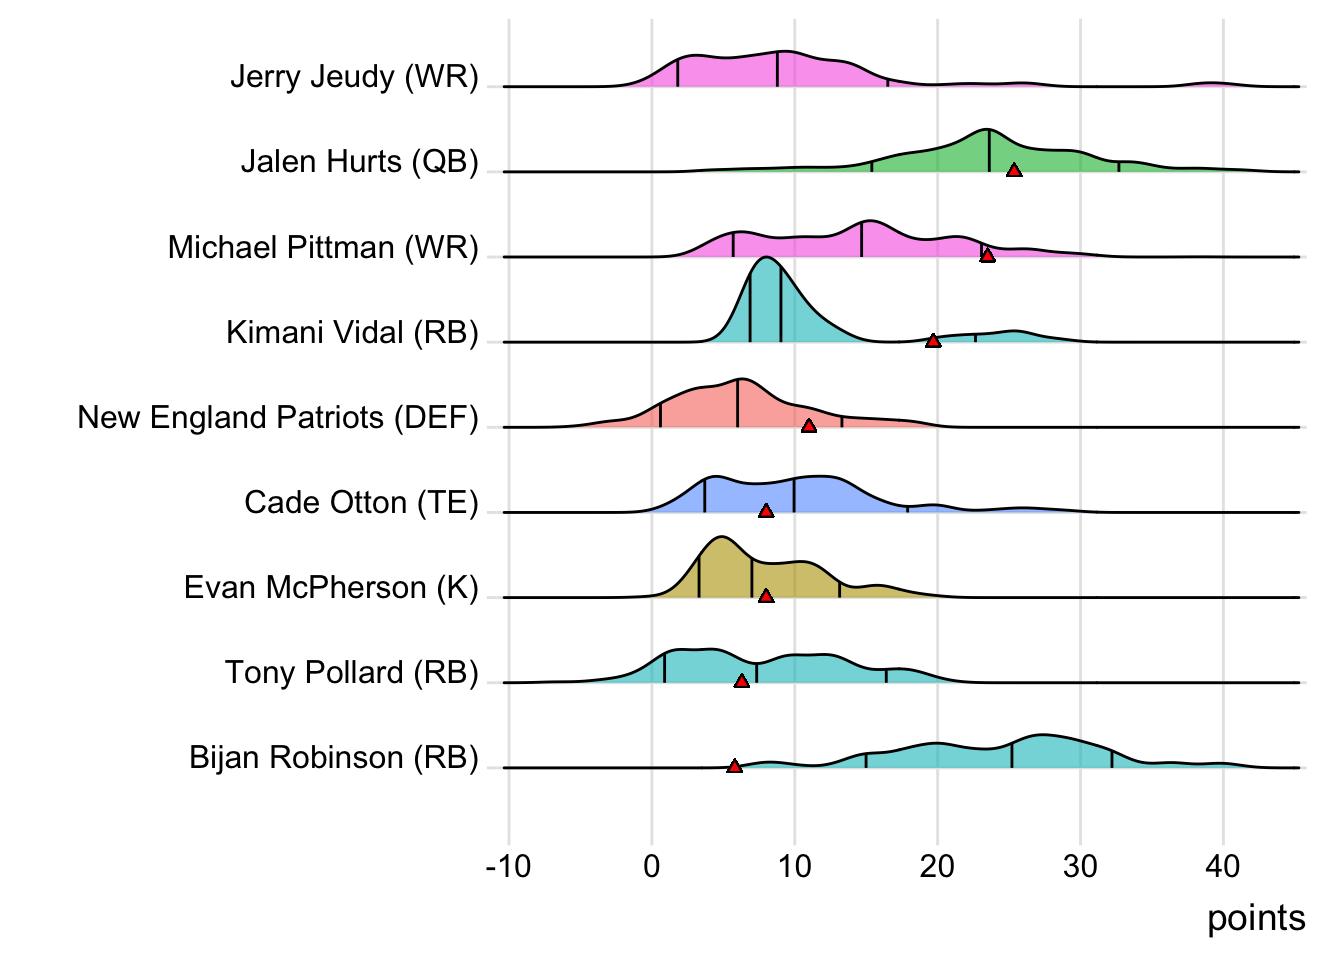 Jerry Jeudy (WR)
Jalen Hurts (QB)
Michael Pittman (WR)
Kimani Vidal (RB)
New England Patriots (DEF)
Cade Otton (TE)
Evan McPherson (K)
Tony Pollard (RB)
Bijan Robinson (RB)
-10 0 10 20 30 40
points